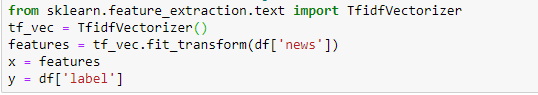 from sklearn.feature_extraction.text import TfidfVectorizer
tf_vec = TfidfVectorizer()
features = tf_vec.fit_transform(df['news'])
x = features
y = df['label']